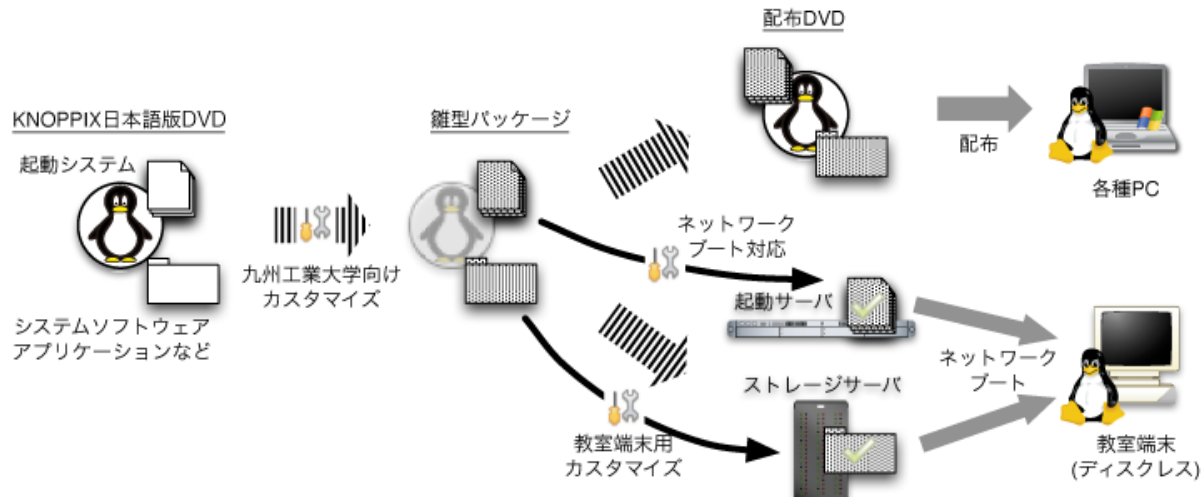 配布DVD
KNOPPIX日本語版DVD
雛型パッケージ
起動システム
配布
各種PC
九州工業大学向け
カスタマイズ
ネットワーク
ブート対応
システムソフトウェア
アプリケーションなど
起動サーバ
ネットワーク
ブート
ストレージサーバ
教室端末用
カスタマイズ
教室端末
(ディスクレス)